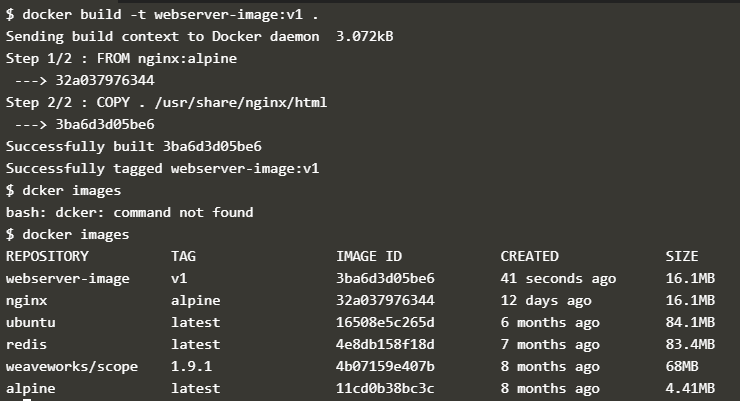 $ docker build -t webserver-image:v1 .
Sending build context to Docker daemon  3.072kB
Step 1/2 : FROM nginx:alpine
 ---> 32a037976344
Step 2/2 : COPY . /usr/share/nginx/html
 ---> 3ba6d3d05be6
Successfully built 3ba6d3d05be6
Successfully tagged webserver-image:v1
$ dcker images
bash: dcker: command not found
$ docker images
REPOSITORY          TAG                 IMAGE ID            CREATED             SIZE
webserver-image     v1                  3ba6d3d05be6        41 seconds ago      16.1MB
nginx               alpine              32a037976344        12 days ago         16.1MB
ubuntu              latest              16508e5c265d        6 months ago        84.1MB
redis               latest              4e8db158f18d        7 months ago        83.4MB
weaveworks/scope    1.9.1               4b07159e407b        8 months ago        68MB
alpine              latest              11cd0b38bc3c        8 months ago        4.41MB